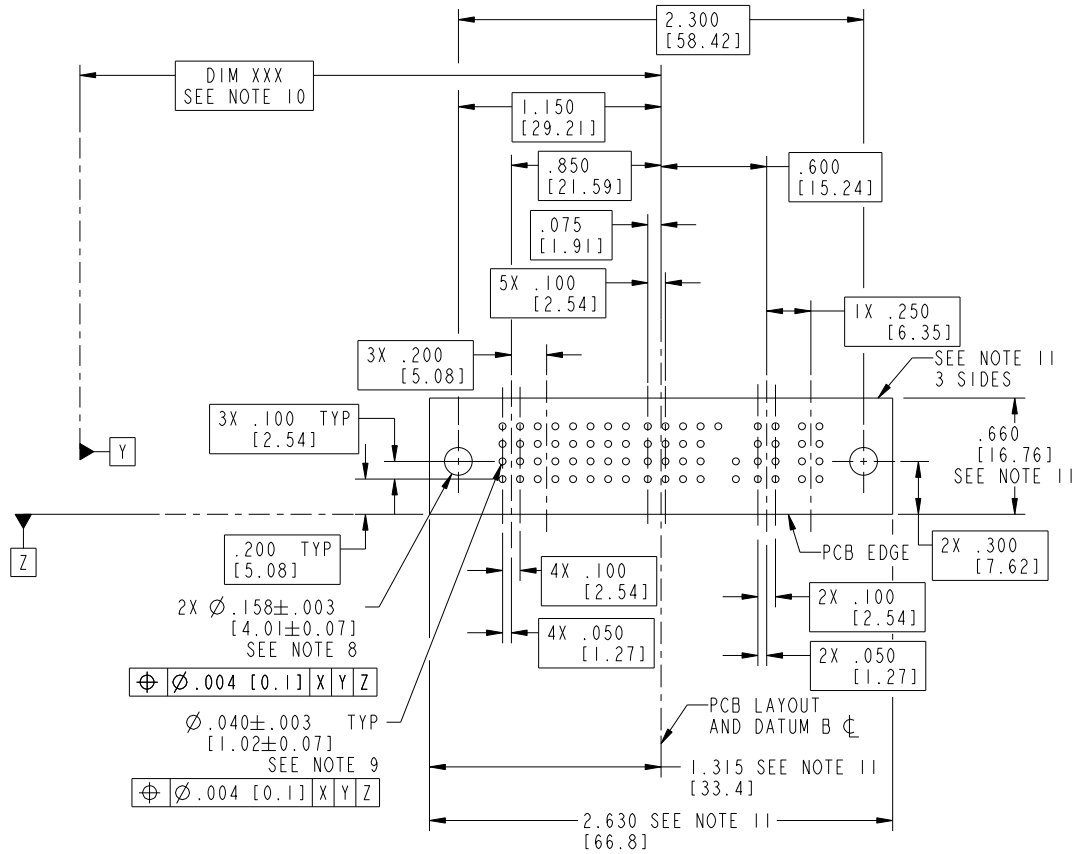 2.300
[58.42]
DIM XXX
SEE NOTE 10
1.150
[29.21]
.850
[21.59]
.600
[15.24]
.075
[1.91]
5X .100
[2.54]
1X .250
[6.35]
3X .200
[5.08]
SEE NOTE 11
3 SIDES
3X .100 TYP
[2.54]
.660
[16.76]
SEE NOTE 11
Y
Z
.200 TYP
[5.08]
PCB EDGE
2X .300
[7.62]
4X .100
[2.54]
2X .100
[2.54]
2X Ø.158±.003
[4.01±0.07]
SEE NOTE 8
4X .050
[1.27]
2X .050
[1.27]
⌖ Ø.004 [0.1] X Y Z
Ø.040±.003 TYP
[1.02±0.07]
SEE NOTE 9
PCB LAYOUT
AND DATUM B ℄
⌖ Ø.004 [0.1] X Y Z
1.315 SEE NOTE 11
[33.4]
2.630 SEE NOTE 11
[66.8]